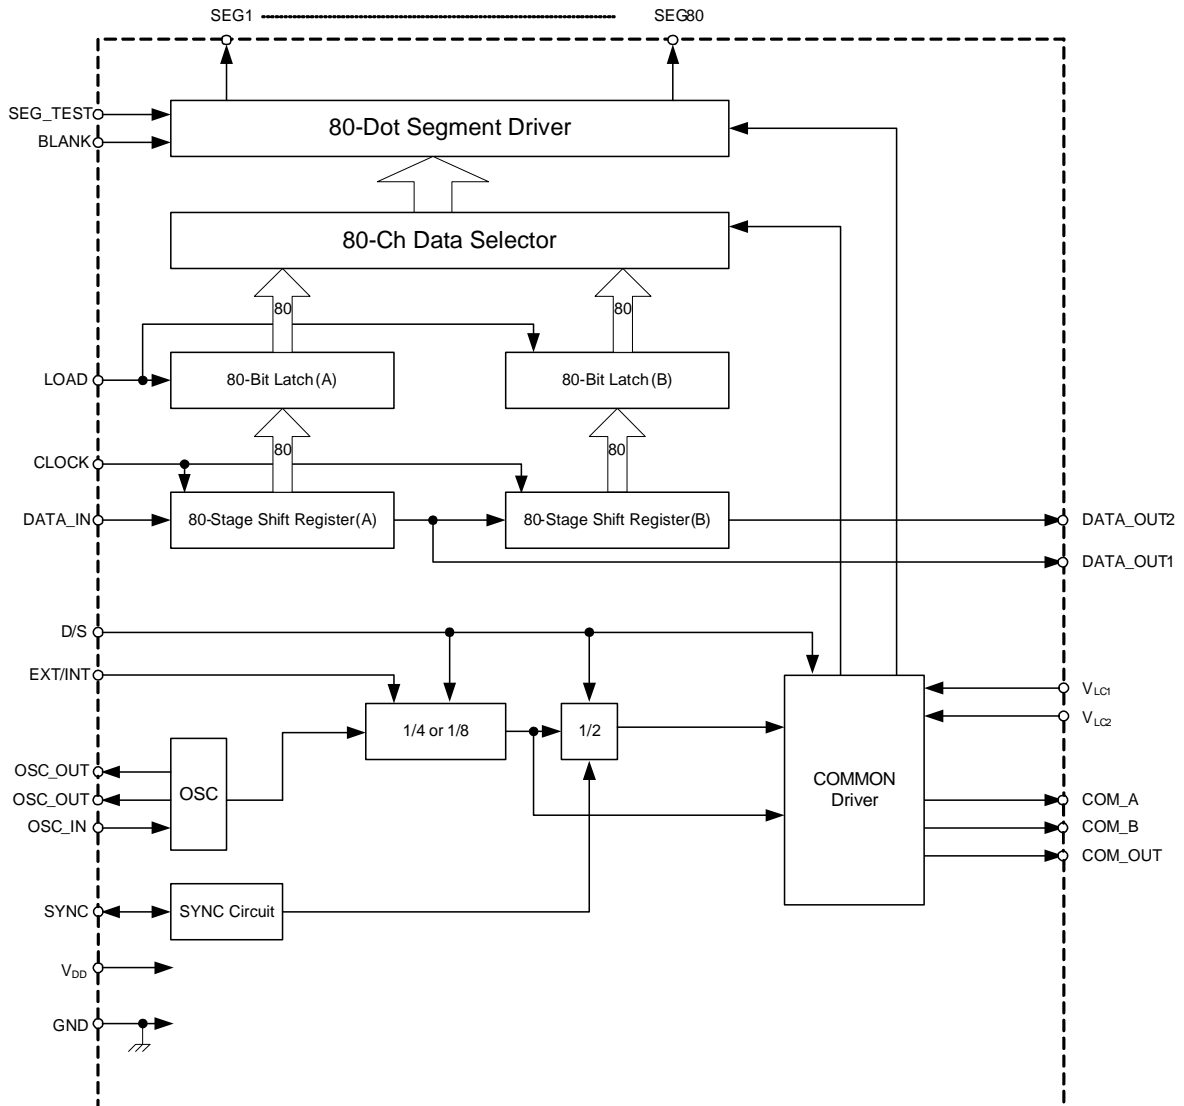 SEG1
SEG80
SEG_TEST
BLANK
80-Dot Segment Driver
80-Ch Data Selector
80
80
LOAD
80-Bit Latch(A)
80-Bit Latch(B)
80
80
CLOCK
DATA_IN
80-Stage Shift Register(A)
80-Stage Shift Register(B)
DATA_OUT2
DATA_OUT1
D/S
EXT/INT
VLC1
VLC2
1/4 or 1/8
1/2
OSC_OUT
OSC_OUT
OSC_IN
OSC
COMMON
Driver
COM_A
COM_B
COM_OUT
SYNC
SYNC Circuit
VDD
GND